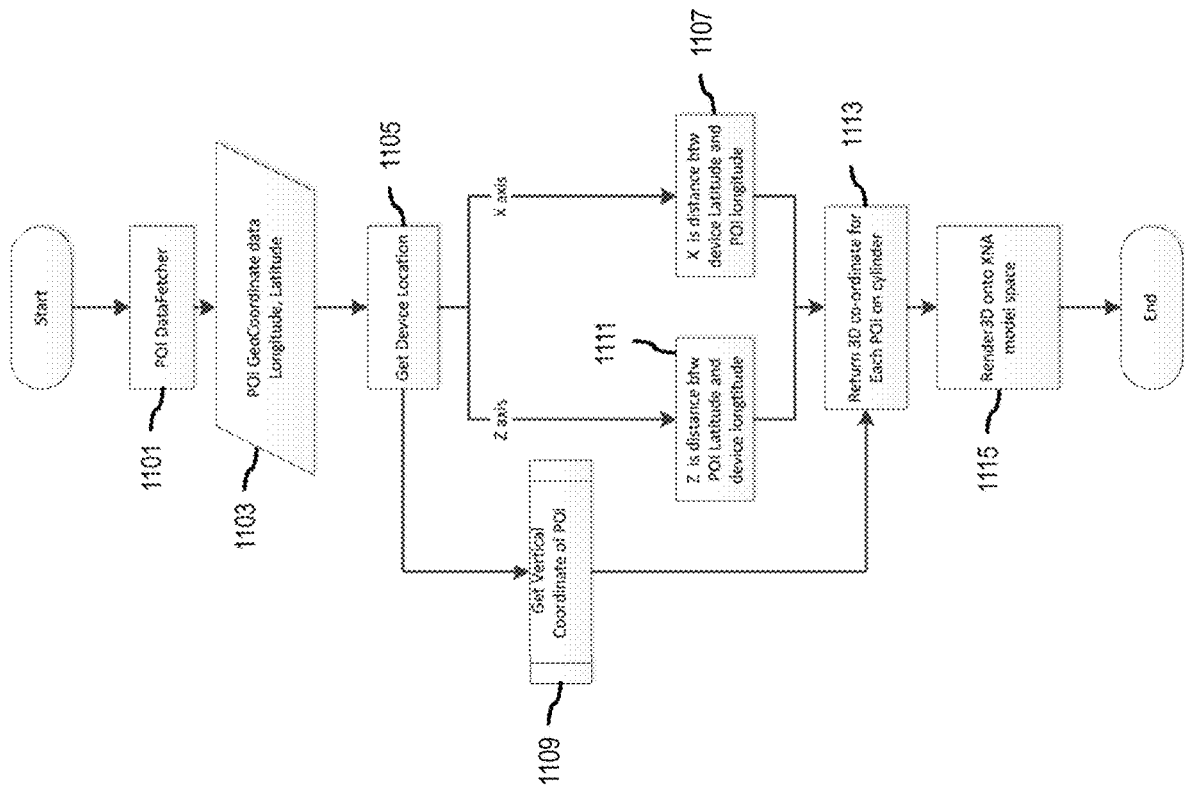 Start
1101
POI DataFetcher
1103
POI GeoCoordinate data
Longitude, Latitude
1105
Get Device Location
Z axis
X axis
1109
Get Vertical
Coordinate of POI
1111
Z is distance btw
POI Latitude and
device longtitude
1107
X is distance btw
device Latitude and
POI longitude
1113
Return 3D co-ordinate for
Each POI on cylinder
1115
Render 3D onto XNA
model space
End